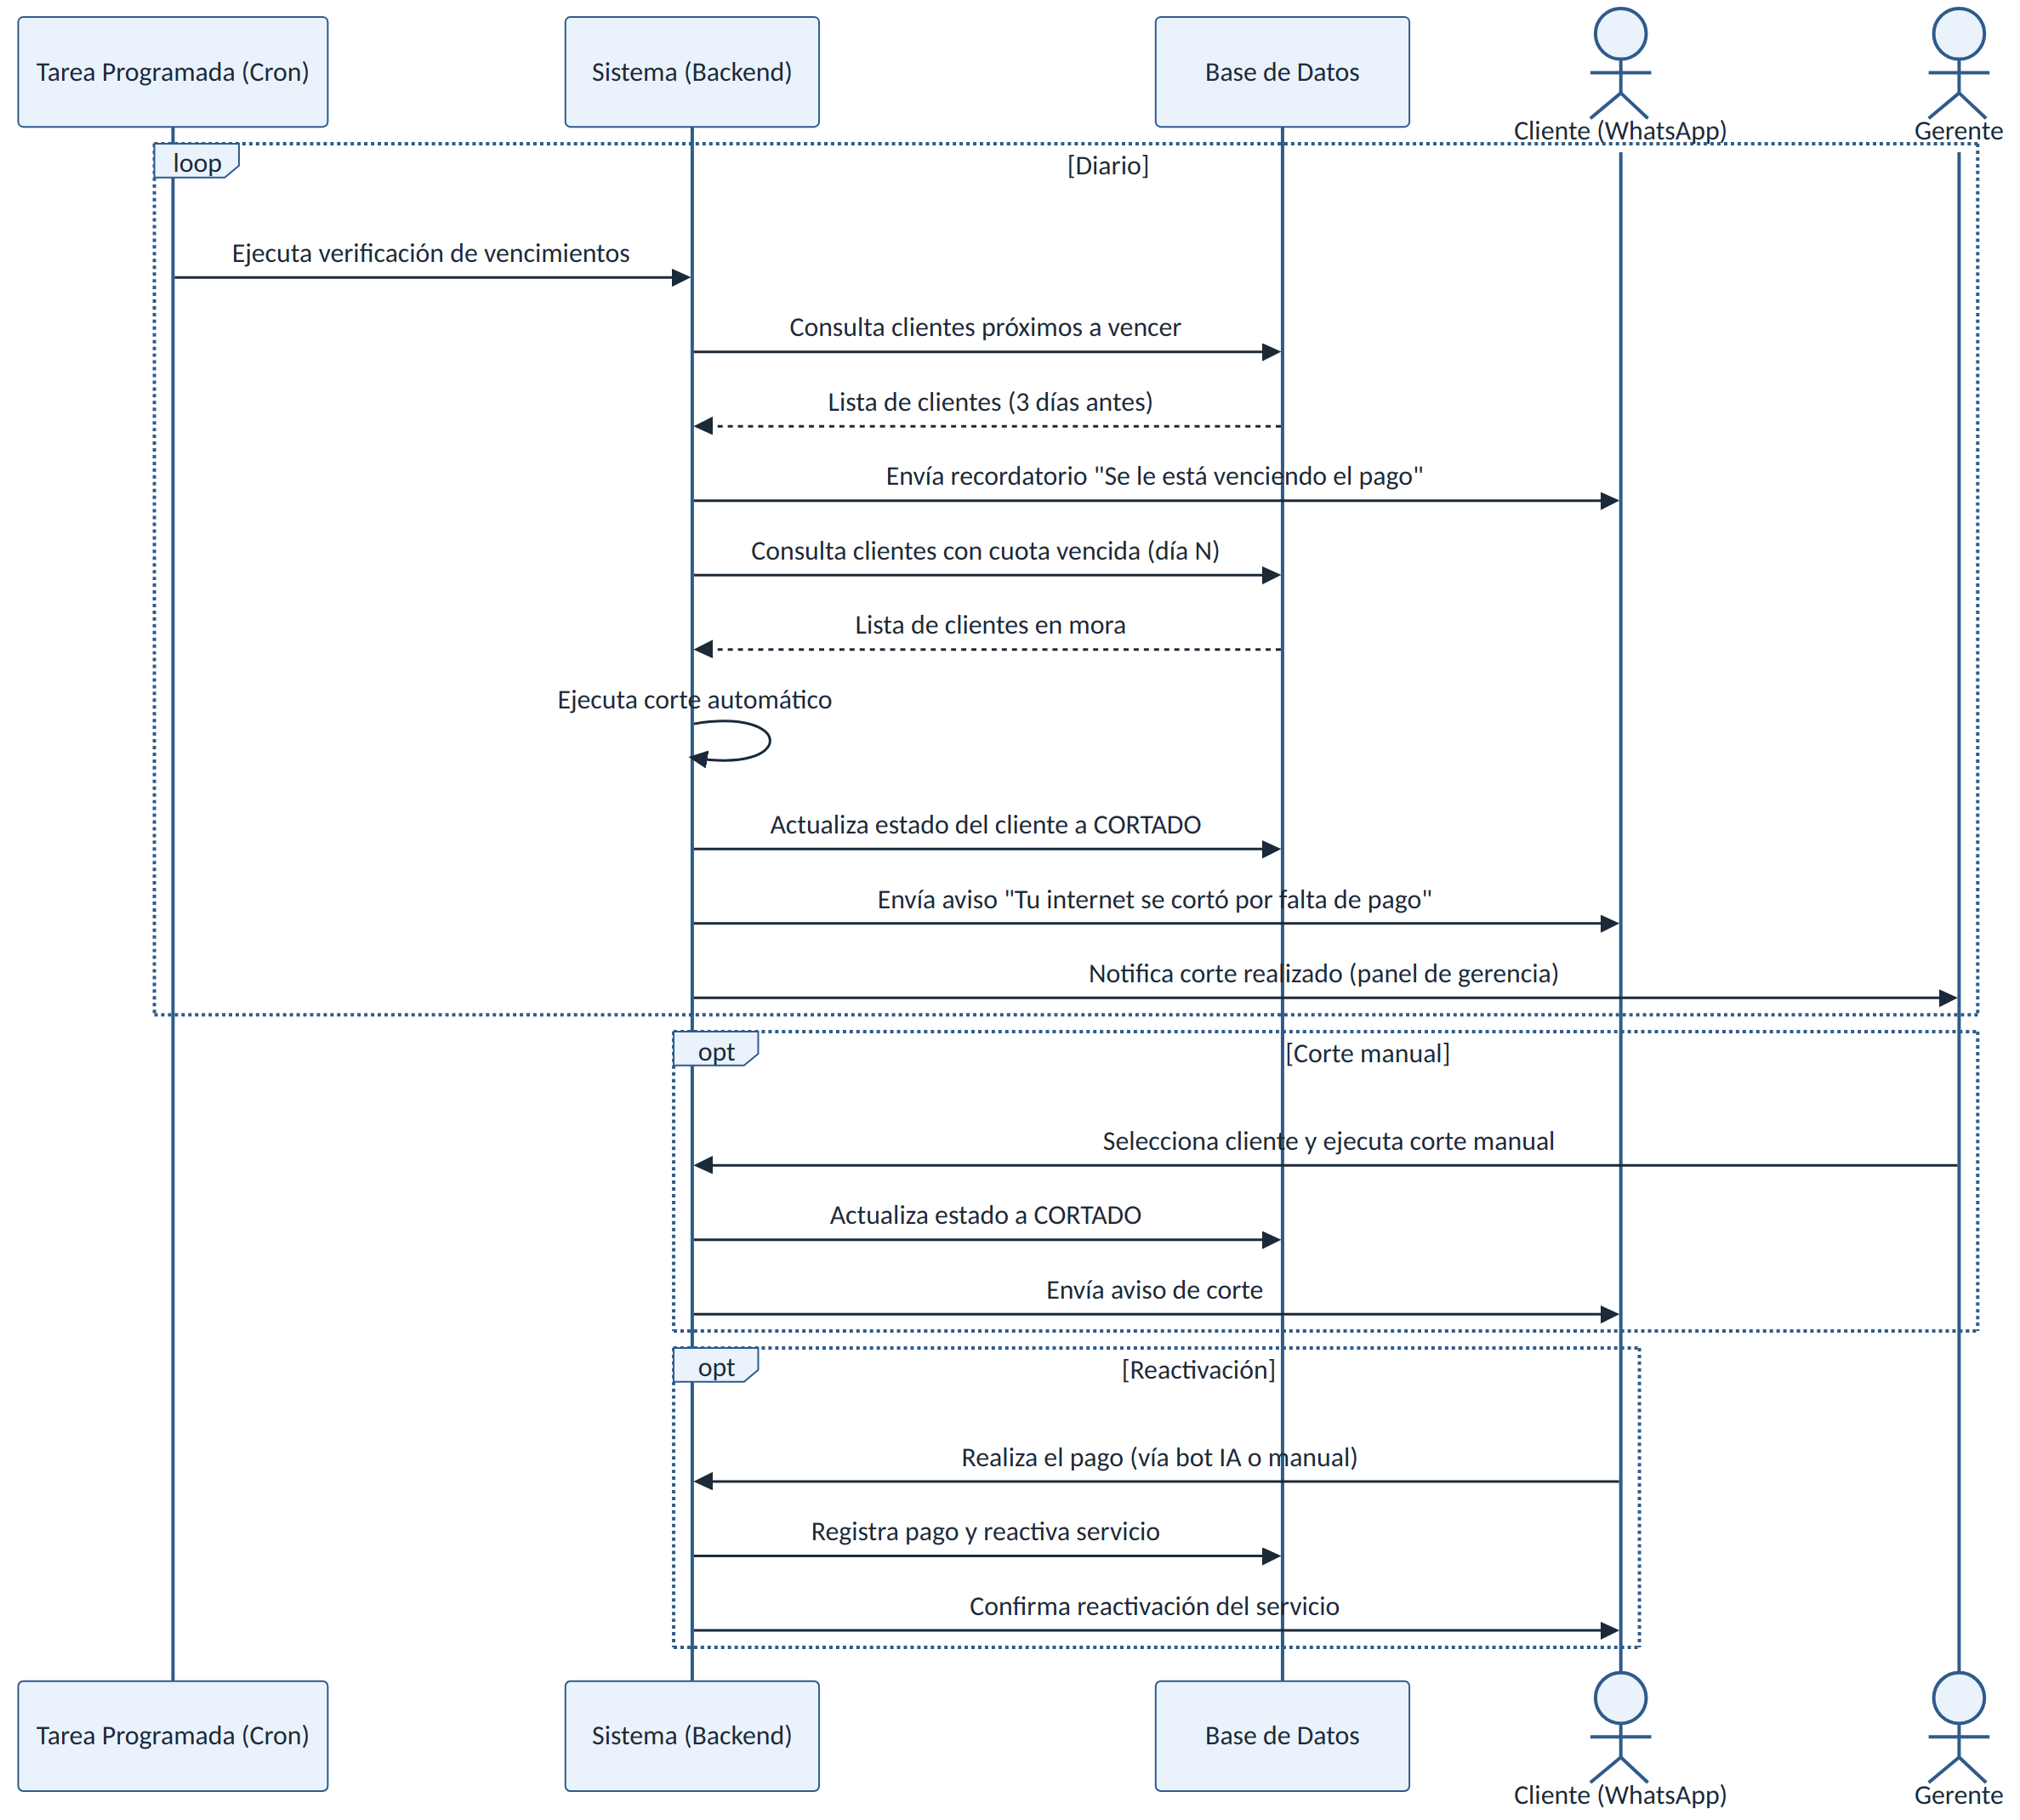 Tarea Programada (Cron)
Sistema (Backend)
Base de Datos
Cliente (WhatsApp)
Gerente
loop
[Diario]
Ejecuta verificación de vencimientos
Consulta clientes próximos a vencer
Lista de clientes (3 días antes)
Envía recordatorio "Se le está venciendo el pago"
Consulta clientes con cuota vencida (día N)
Lista de clientes en mora
Ejecuta corte automático
Actualiza estado del cliente a CORTADO
Envía aviso "Tu internet se cortó por falta de pago"
Notifica corte realizado (panel de gerencia)
opt
[Corte manual]
Selecciona cliente y ejecuta corte manual
Actualiza estado a CORTADO
Envía aviso de corte
opt
[Reactivación]
Realiza el pago (vía bot IA o manual)
Registra pago y reactiva servicio
Confirma reactivación del servicio
Tarea Programada (Cron)
Sistema (Backend)
Base de Datos
Cliente (WhatsApp)
Gerente